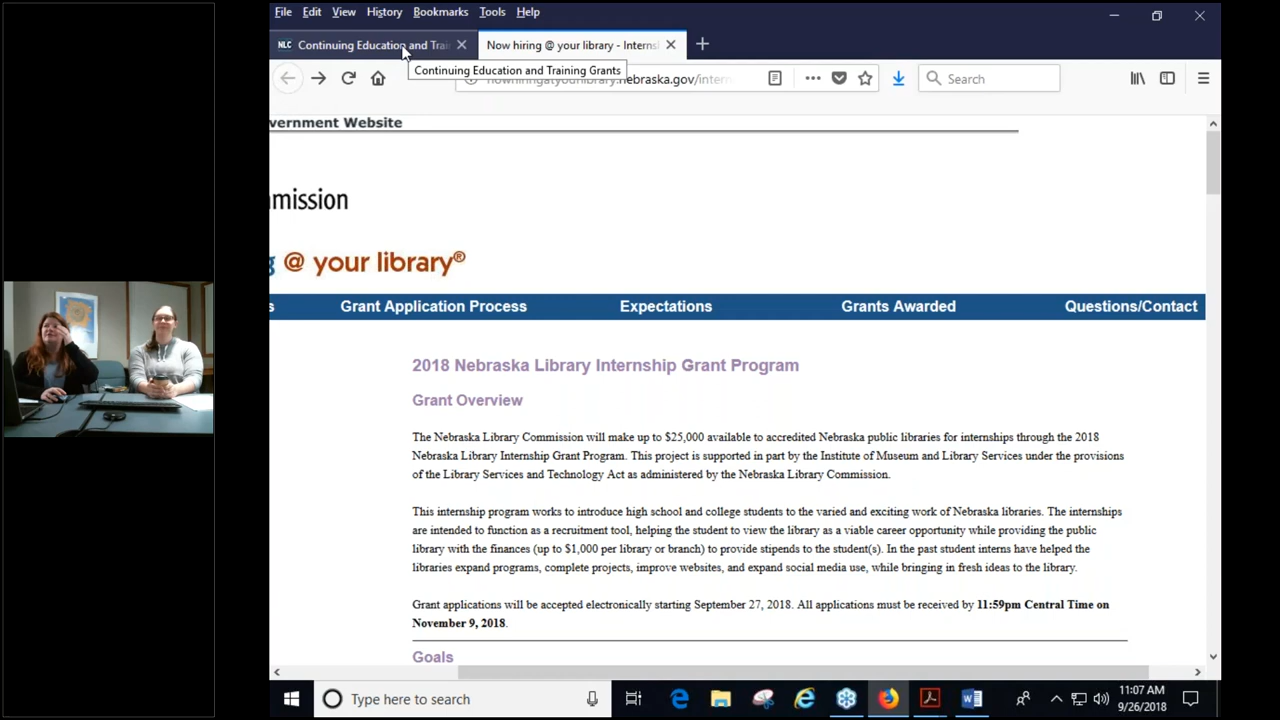 File Edit View History Bookmarks Tools Help
NLC Continuing Education and Trai
Now hiring @ your library - Interns
Continuing Education and Training Grants
nowhiringatyourlibrary.nebraska.gov/intern
Search
vernment Website
mission
@ your library®
s Grant Application Process Expectations Grants Awarded Questions/Contact
2018 Nebraska Library Internship Grant Program
Grant Overview
The Nebraska Library Commission will make up to $25,000 available to accredited Nebraska public libraries for internships through the 2018
Nebraska Library Internship Grant Program. This project is supported in part by the Institute of Museum and Library Services under the provisions
of the Library Services and Technology Act as administered by the Nebraska Library Commission.
This internship program works to introduce high school and college students to the varied and exciting work of Nebraska libraries. The internships
are intended to function as a recruitment tool, helping the student to view the library as a viable career opportunity while providing the public
library with the finances (up to $1,000 per library or branch) to provide stipends to the student(s). In the past student interns have helped the
libraries expand programs, complete projects, improve websites, and expand social media use, while bringing in fresh ideas to the library.
Grant applications will be accepted electronically starting September 27, 2018. All applications must be received by 11:59pm Central Time on
November 9, 2018.
Goals
Type here to search
11:07 AM
9/26/2018